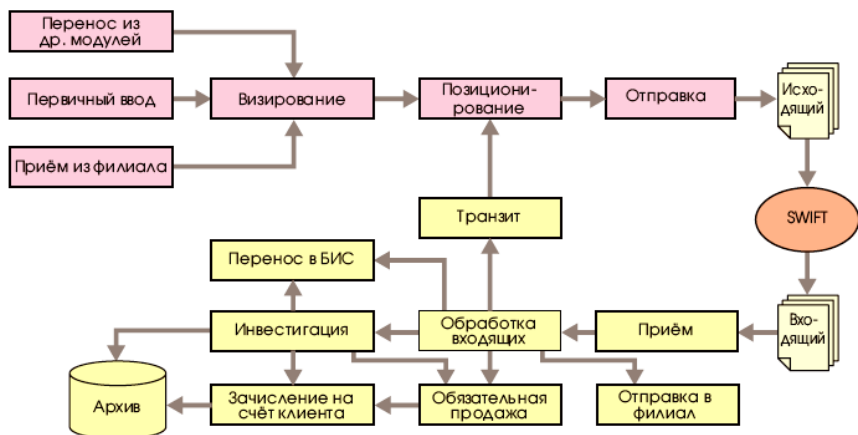 Перенос из
др. модулей
Первичный ввод
Визирование
Позициони-
рование
Отправка
Исхо-
дящий
Приём из филиала
Транзит
SWIFT
Перенос в БИС
Инвестигация
Обработка
входящих
Приём
Вхо-
дящий
Архив
Зачисление на
счёт клиента
Обязательная
продажа
Отправка в
филиал